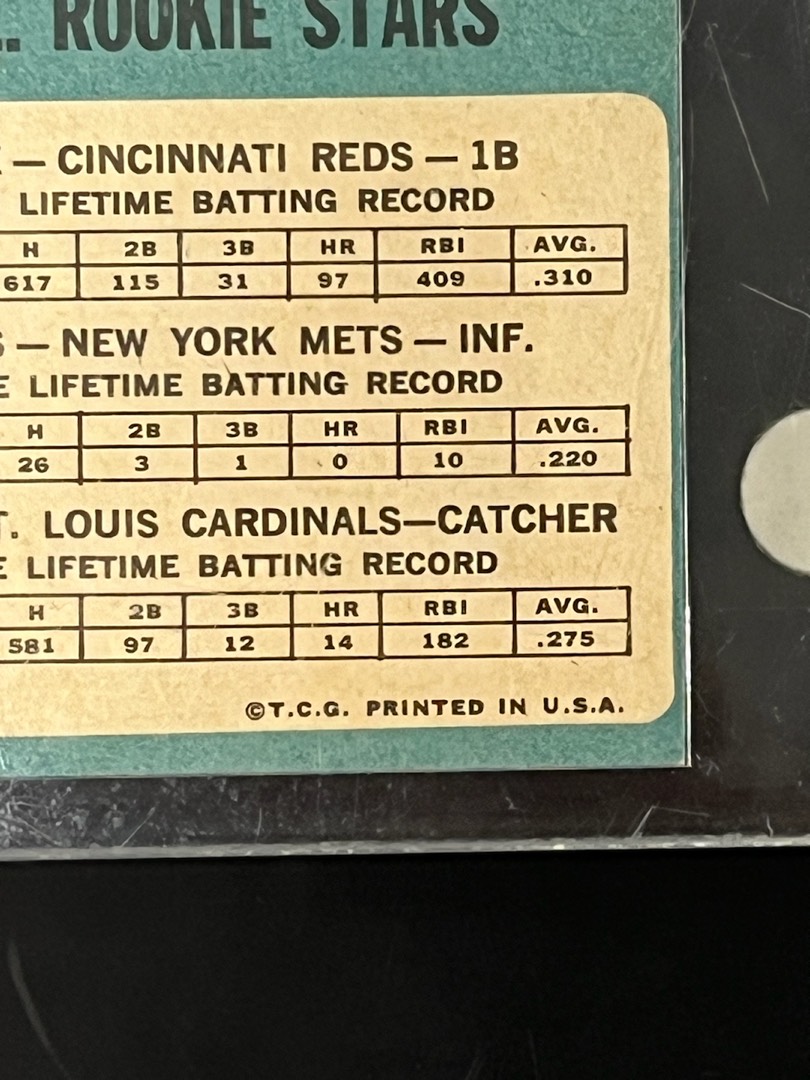 . ROOKIE STARS
— CINCINNATI REDS — 1B
LIFETIME BATTING RECORD
H 2B 3B HR RBI AVG.
617 115 31 97 409 .310
— NEW YORK METS — INF.
LIFETIME BATTING RECORD
H 2B 3B HR RBI AVG.
26 3 1 0 10 .220
T. LOUIS CARDINALS—CATCHER
E LIFETIME BATTING RECORD
H 2B 3B HR RBI AVG.
581 97 12 14 182 .275
©T.C.G. PRINTED IN U.S.A.